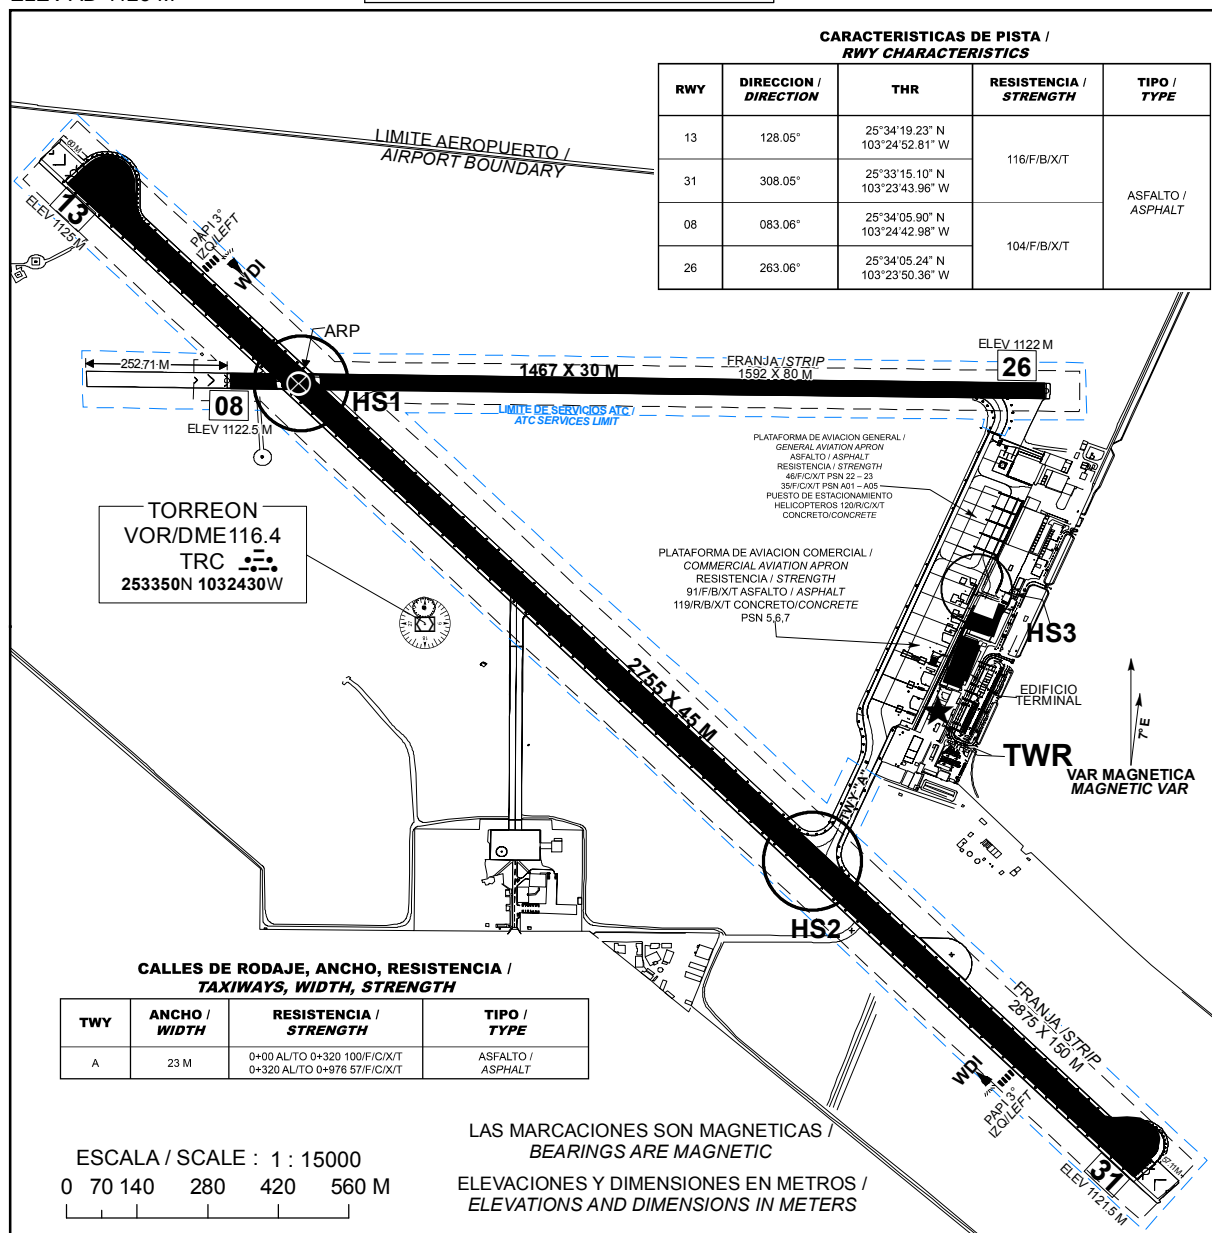 CARACTERISTICAS DE PISTA /
RWY CHARACTERISTICS
RWY
DIRECCION /
DIRECTION
THR
RESISTENCIA /
STRENGTH
TIPO /
TYPE
13
128.05°
25°34'19.23" N
103°24'52.81" W
116/F/B/X/T
31
308.05°
25°33'15.10" N
103°23'43.96" W
08
083.06°
25°34'05.90" N
103°24'42.98" W
104/F/B/X/T
26
263.06°
25°34'05.24" N
103°23'50.36" W
ASFALTO /
ASPHALT
LIMITE AEROPUERTO /
AIRPORT BOUNDARY
60 M
13
ELEV 1125 M
PAPI 3°
IZQ/LEFT
WDI
ARP
252.71 M
08
ELEV 1122.5 M
HS1
1467 X 30 M
FRANJA /STRIP
1592 X 80 M
ELEV 1122 M
26
LIMITE DE SERVICIOS ATC /
ATC SERVICES LIMIT
PLATAFORMA DE AVIACION GENERAL /
GENERAL AVIATION APRON
ASFALTO / ASPHALT
RESISTENCIA / STRENGTH
46/F/C/X/T PSN 22 – 23
35/F/C/X/T PSN A01 – A05
PUESTO DE ESTACIONAMIENTO
HELICOPTEROS 120/R/C/X/T
CONCRETO/CONCRETE
TORREON
VOR/DME116.4
TRC
253350N 1032430W
PLATAFORMA DE AVIACION COMERCIAL /
COMMERCIAL AVIATION APRON
RESISTENCIA / STRENGTH
91/F/B/X/T ASFALTO / ASPHALT
119/R/B/X/T CONCRETO/CONCRETE
PSN 5,6,7
HS3
2755 X 45 M
EDIFICIO
TERMINAL
TWR
7° E
VAR MAGNETICA
MAGNETIC VAR
TWY "A"
HS2
CALLES DE RODAJE, ANCHO, RESISTENCIA /
TAXIWAYS, WIDTH, STRENGTH
TWY
ANCHO /
WIDTH
RESISTENCIA /
STRENGTH
TIPO /
TYPE
A
23 M
0+00 AL/TO 0+320 100/F/C/X/T
0+320 AL/TO 0+976 57/F/C/X/T
ASFALTO /
ASPHALT
FRANJA /STRIP
2875 X 150 M
WDI
PAPI 3°
IZQ/LEFT
57.11M
31
ELEV 1121.5 M
LAS MARCACIONES SON MAGNETICAS /
BEARINGS ARE MAGNETIC
ELEVACIONES Y DIMENSIONES EN METROS /
ELEVATIONS AND DIMENSIONS IN METERS
ESCALA / SCALE : 1 : 15000
0 70 140 280 420 560 M